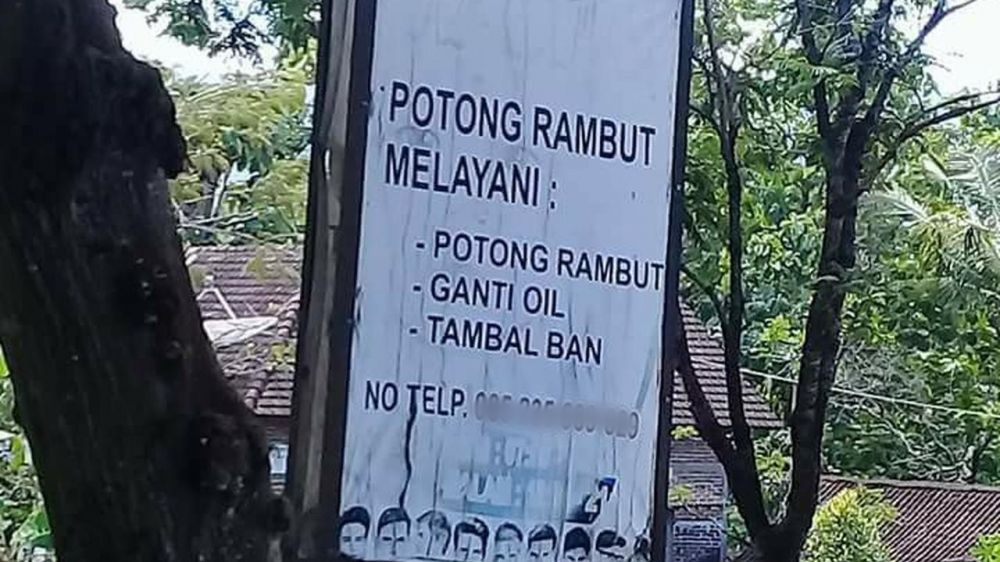 POTONG RAMBUT
MELAYANI :
- POTONG RAMBUT
- GANTI OIL
- TAMBAL BAN
NO TELP.